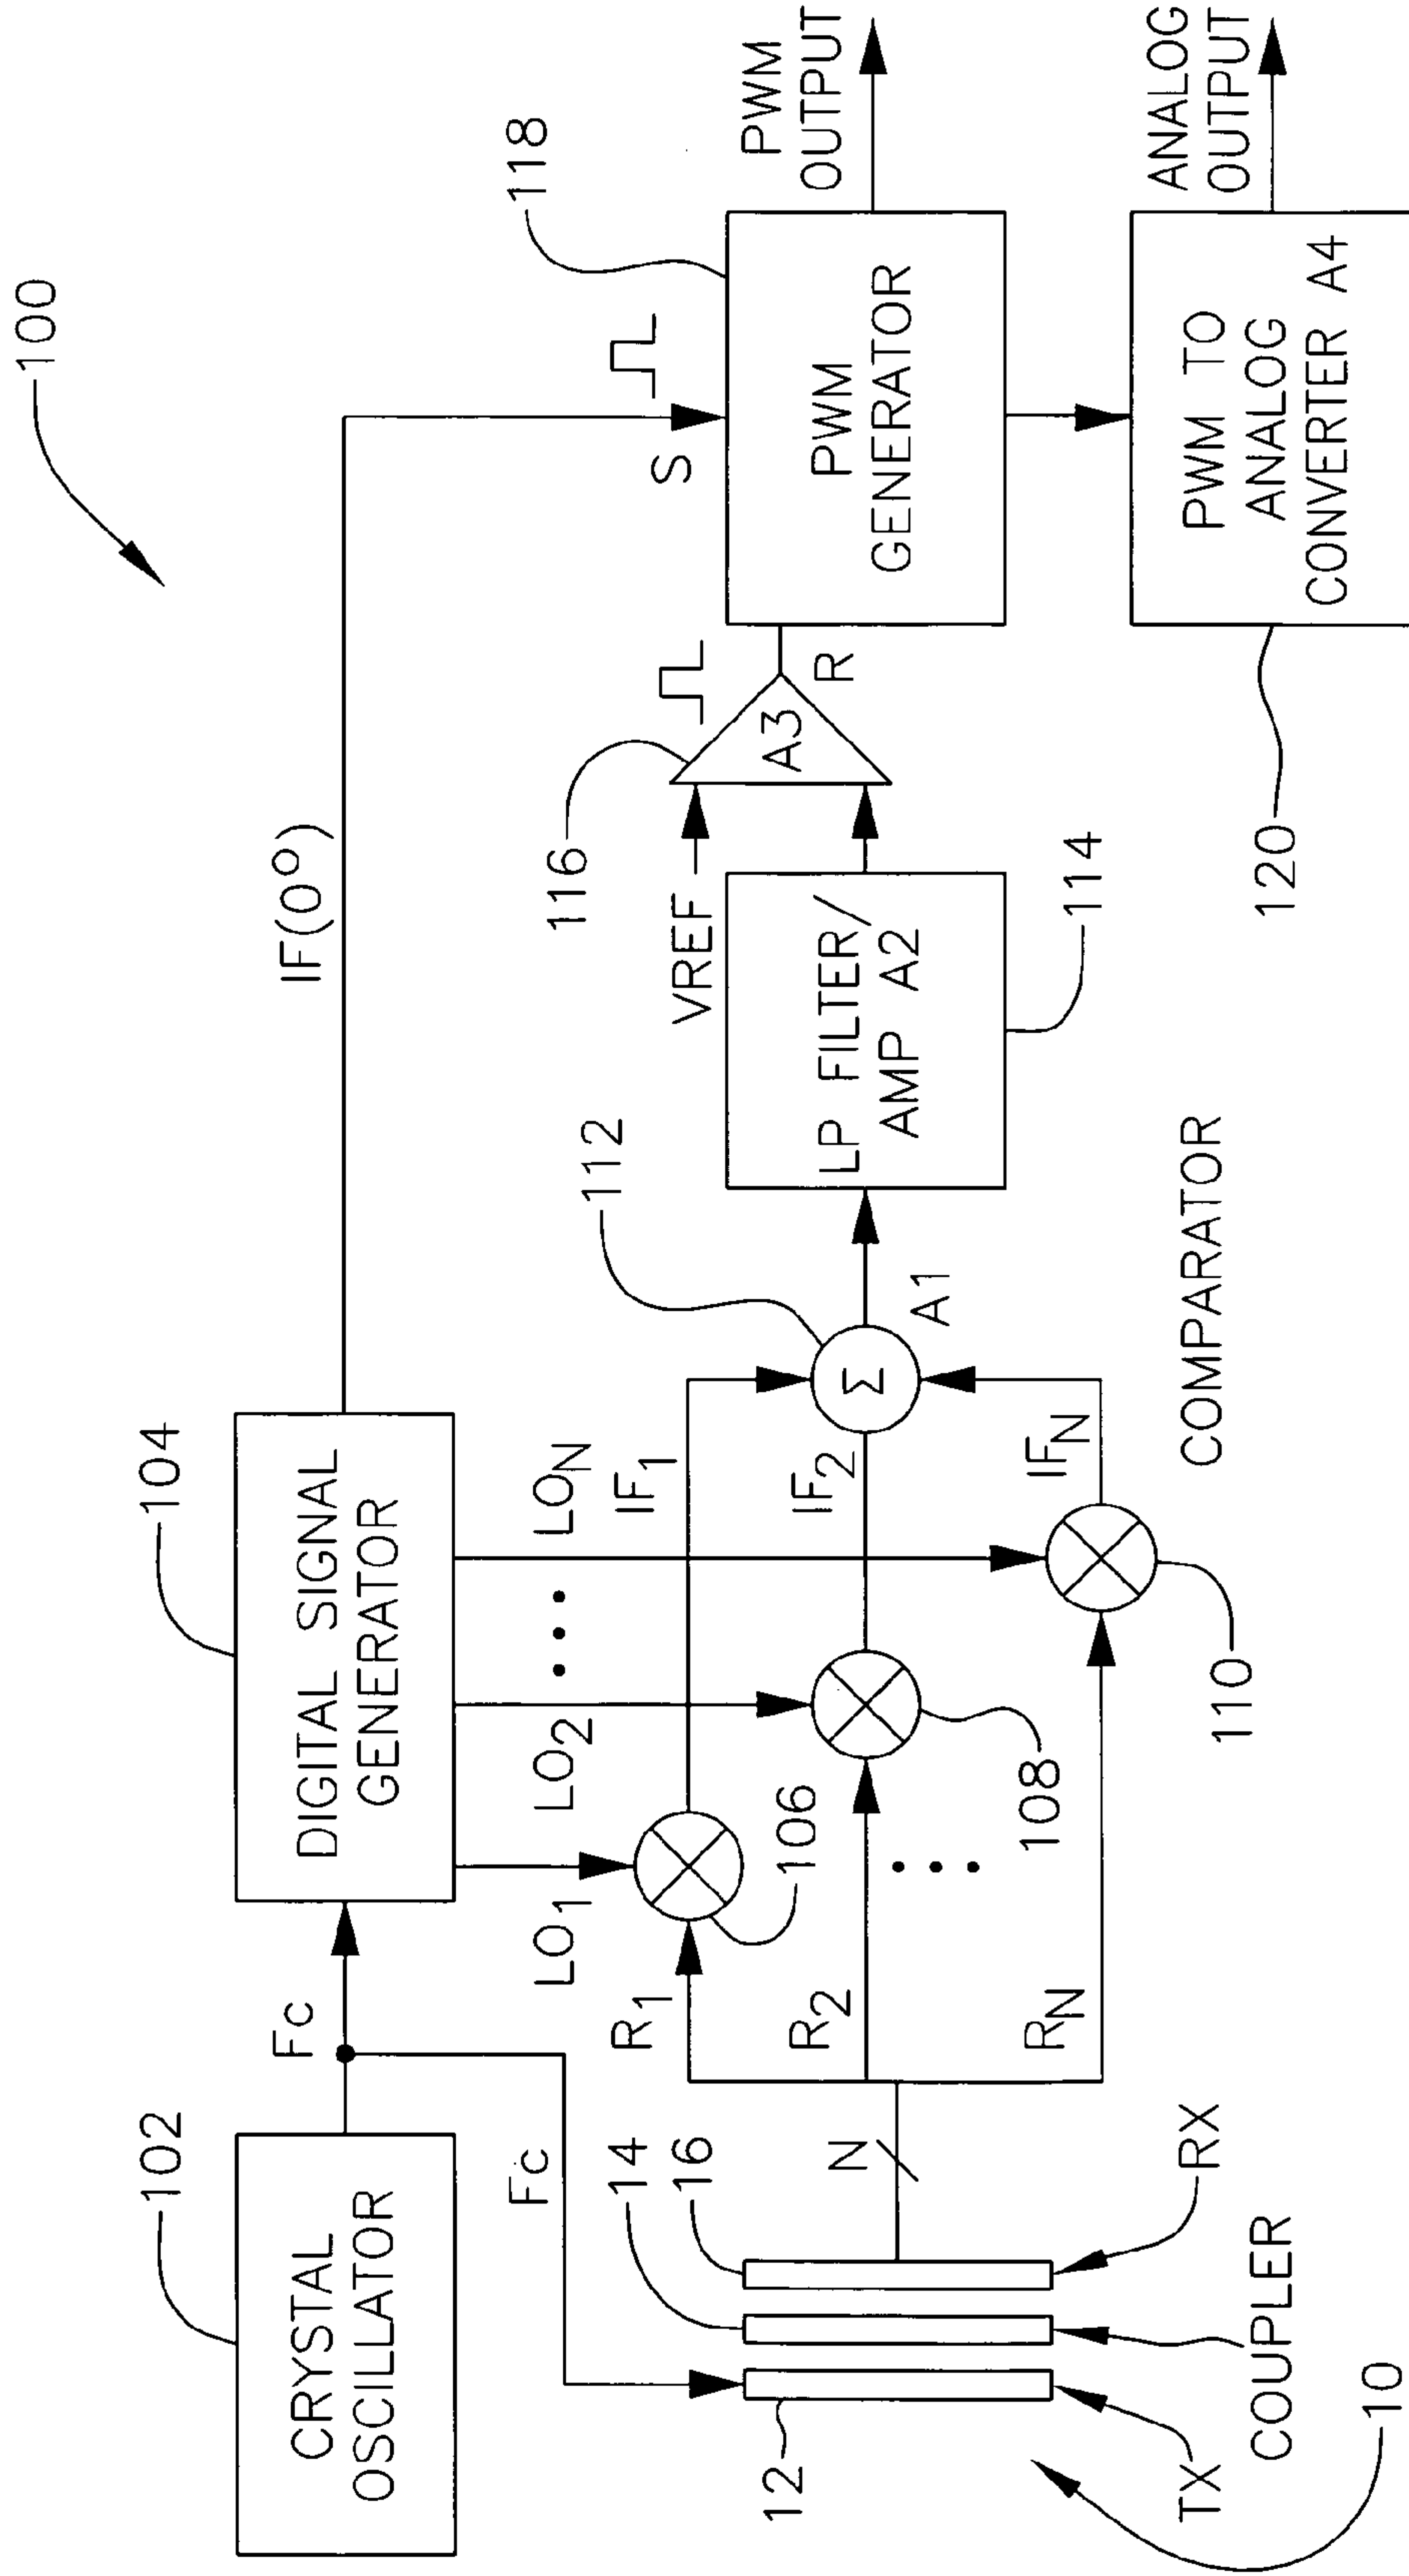 100
102
CRYSTAL
OSCILLATOR
Fc
Fc
104
DIGITAL SIGNAL
GENERATOR
IF(0°)
LO1
LO2
LON
12
14
16
TX
COUPLER
RX
10
N
R1
R2
RN
106
108
110
IF1
IF2
IFN
112
Σ
A1
COMPARATOR
LP FILTER/
AMP A2
114
VREF
116
A3
R
S
118
PWM
GENERATOR
PWM
OUTPUT
PWM TO
ANALOG
CONVERTER A4
120
ANALOG
OUTPUT